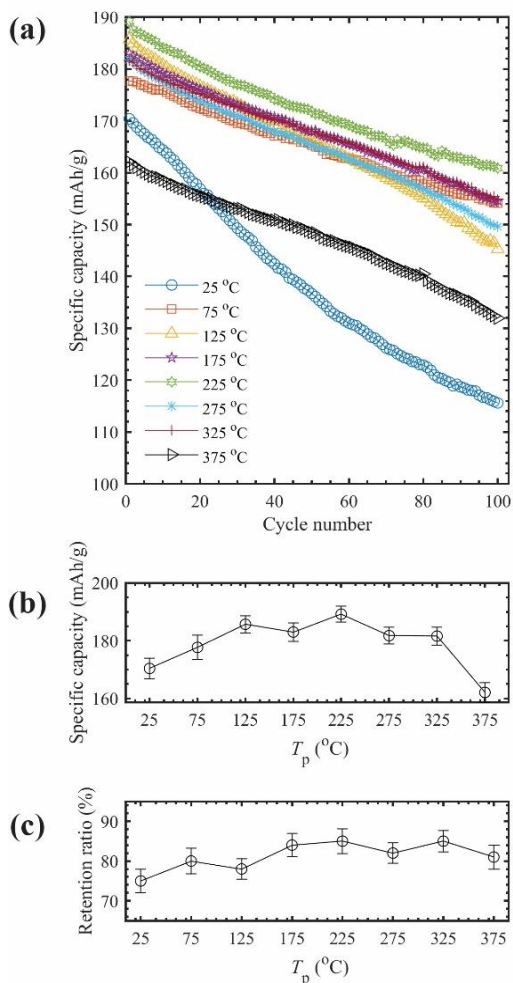 (a)
190
180
170
160
150
140
130
120
110
100
Specific capacity (mAh/g)
25 °C
75 °C
125 °C
175 °C
225 °C
275 °C
325 °C
375 °C
0 20 40 60 80 100
Cycle number
(b)
200
180
160
Specific capacity (mAh/g)
25 75 125 175 225 275 325 375
Tp (°C)
(c)
90
80
70
Retention ratio (%)
25 75 125 175 225 275 325 375
Tp (°C)